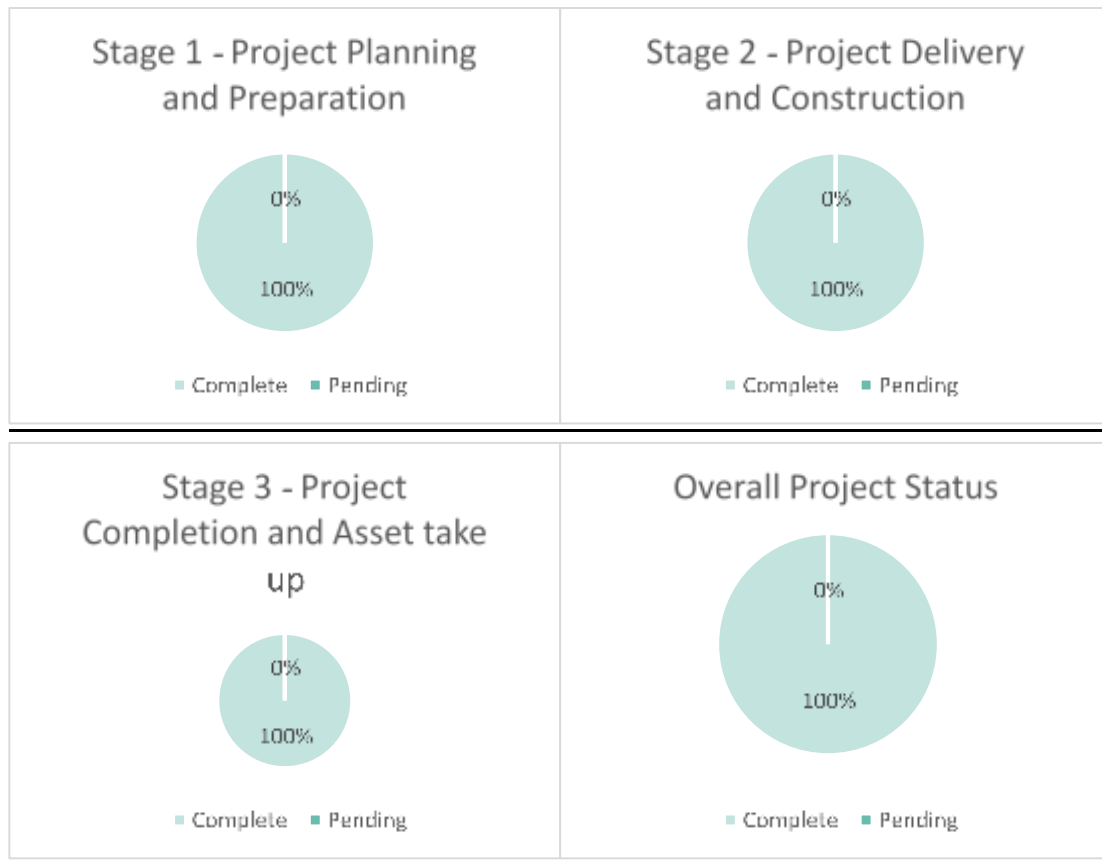 Stage 1 - Project Planning
and Preparation
0%
100%
Complete Pending
Stage 2 - Project Delivery
and Construction
0%
100%
Complete Pending
Stage 3 - Project
Completion and Asset take
up
0%
100%
Complete Pending
Overall Project Status
0%
100%
Complete Pending